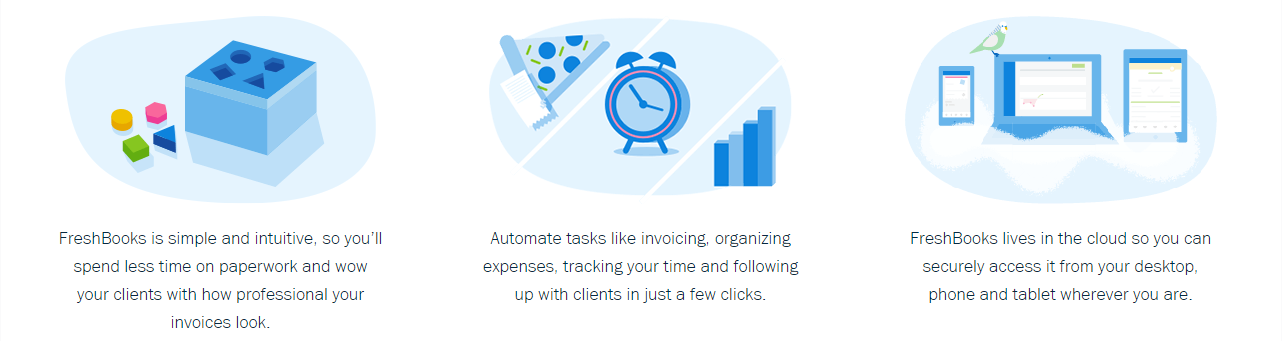 FreshBooks is simple and intuitive, so you'll
spend less time on paperwork and wow
your clients with how professional your
invoices look.
Automate tasks like invoicing, organizing
expenses, tracking your time and following
up with clients in just a few clicks.
FreshBooks lives in the cloud so you can
securely access it from your desktop,
phone and tablet wherever you are.